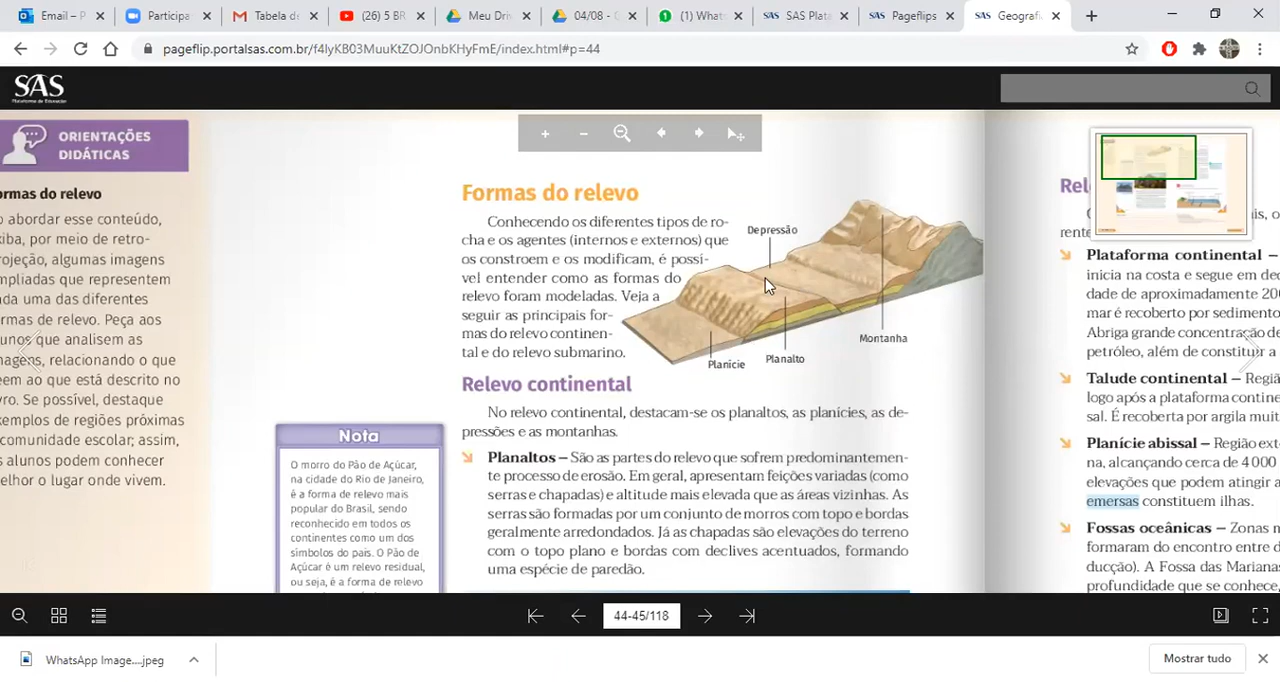 Email – P
Participa
Tabela de
(26) 5 BR
Meu Dri
04/08 - 
(1) What
SAS Plata
Pageflips
Geografi
pageflip.portalsas.com.br/f4lyKB03MuuKtZOJOnbKHyFmE/index.html#p=44
SAS
Plataforma de Educação
ORIENTAÇÕES
DIDÁTICAS
ormas do relevo
o abordar esse conteúdo,
xiba, por meio de retro-
rojeção, algumas imagens
mpliadas que representem
ada uma das diferentes
rmas de relevo. Peça aos
unos que analisem as
nagens, relacionando o que
eem ao que está descrito no
vro. Se possível, destaque
xemplos de regiões próximas
comunidade escolar; assim,
s alunos podem conhecer
elhor o lugar onde vivem.
Nota
O morro do Pão de Açúcar,
na cidade do Rio de Janeiro,
é a forma de relevo mais
popular do Brasil, sendo
reconhecido em todos os
continentes como um dos
símbolos do país. O Pão de
Açúcar é um relevo residual,
ou seja, é a forma de relevo
Formas do relevo
Conhecendo os diferentes tipos de ro-
cha e os agentes (internos e externos) que
os constroem e os modificam, é possí-
vel entender como as formas do
relevo foram modeladas. Veja a
seguir as principais for-
mas do relevo continen-
tal e do relevo submarino.
Depressão
Montanha
Planalto
Planície
Relevo continental
No relevo continental, destacam-se os planaltos, as planícies, as de-
pressões e as montanhas.
Planaltos – São as partes do relevo que sofrem predominantemen-
te processo de erosão. Em geral, apresentam feições variadas (como
serras e chapadas) e altitude mais elevada que as áreas vizinhas. As
serras são formadas por um conjunto de morros com topo e bordas
geralmente arredondados. Já as chapadas são elevações do terreno
com o topo plano e bordas com declives acentuados, formando
uma espécie de paredão.
Rel
rente
Plataforma continental –
inicia na costa e segue em dec
dade de aproximadamente 200
mar é recoberto por sedimento
Abriga grande concentração de
petróleo, além de constituir a
Talude continental – Regiã
logo após a plataforma contine
sal. É recoberta por argila muit
Planície abissal – Região ext
na, alcançando cerca de 4 000
elevações que podem atingir a
emersas constituem ilhas.
Fossas oceânicas – Zonas n
formaram do encontro entre d
ducção). A Fossa das Marianas
profundidade que se conhece,
44-45/118
WhatsApp Image....jpeg
Mostrar tudo